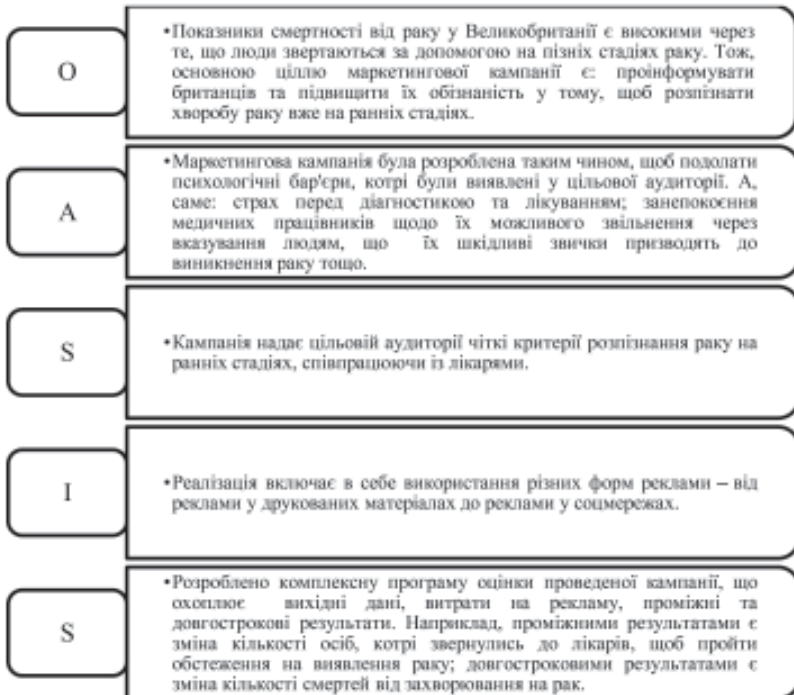 О
•Показники смертності від раку у Великобританії є високими через
те, що люди звертаються за допомогою на пізніх стадіях раку. Тож,
основною ціллю маркетингової кампанії є: проінформувати
британців та підвищити їх обізнаність у тому, щоб розпізнати
хворобу раку вже на ранніх стадіях.
А
•Маркетингова кампанія була розроблена таким чином, щоб подолати
психологічні бар'єри, котрі були виявлені у цільової аудиторії. А,
саме: страх перед діагностикою та лікуванням; занепокоєння
медичних працівників щодо їх можливого звільнення через
вказування людям, що їх шкідливі звички призводять до
виникнення раку тощо.
S
•Кампанія надає цільовій аудиторії чіткі критерії розпізнання раку на
ранніх стадіях, співпрацюючи із лікарями.
I
•Реалізація включає в себе використання різних форм реклами – від
реклами у друкованих матеріалах до реклами у соцмережах.
S
•Розроблено комплексну програму оцінки проведеної кампанії, що
охоплює вихідні дані, витрати на рекламу, проміжні та
довгострокові результати. Наприклад, проміжними результатами є
зміна кількості осіб, котрі звернулись до лікарів, щоб пройти
обстеження на виявлення раку; довгостроковими результатами є
зміна кількості смертей від захворювання на рак.